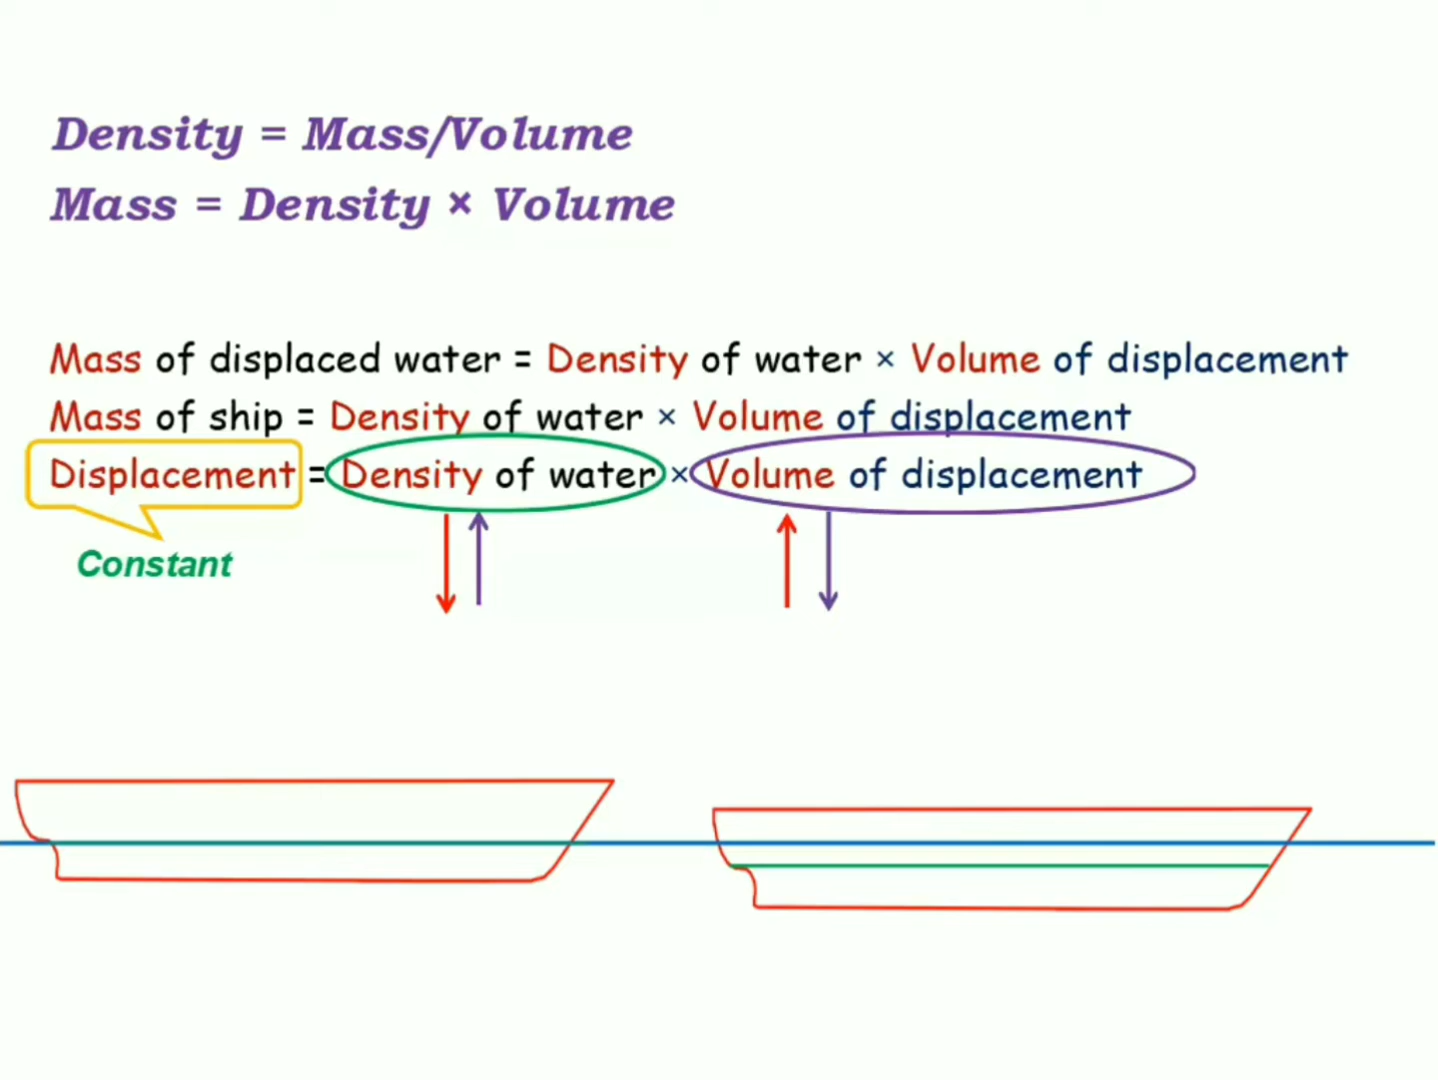 Density = Mass/Volume
Mass = Density × Volume
Mass of displaced water = Density of water × Volume of displacement
Mass of ship = Density of water × Volume of displacement
Displacement = Density of water × Volume of displacement
Constant